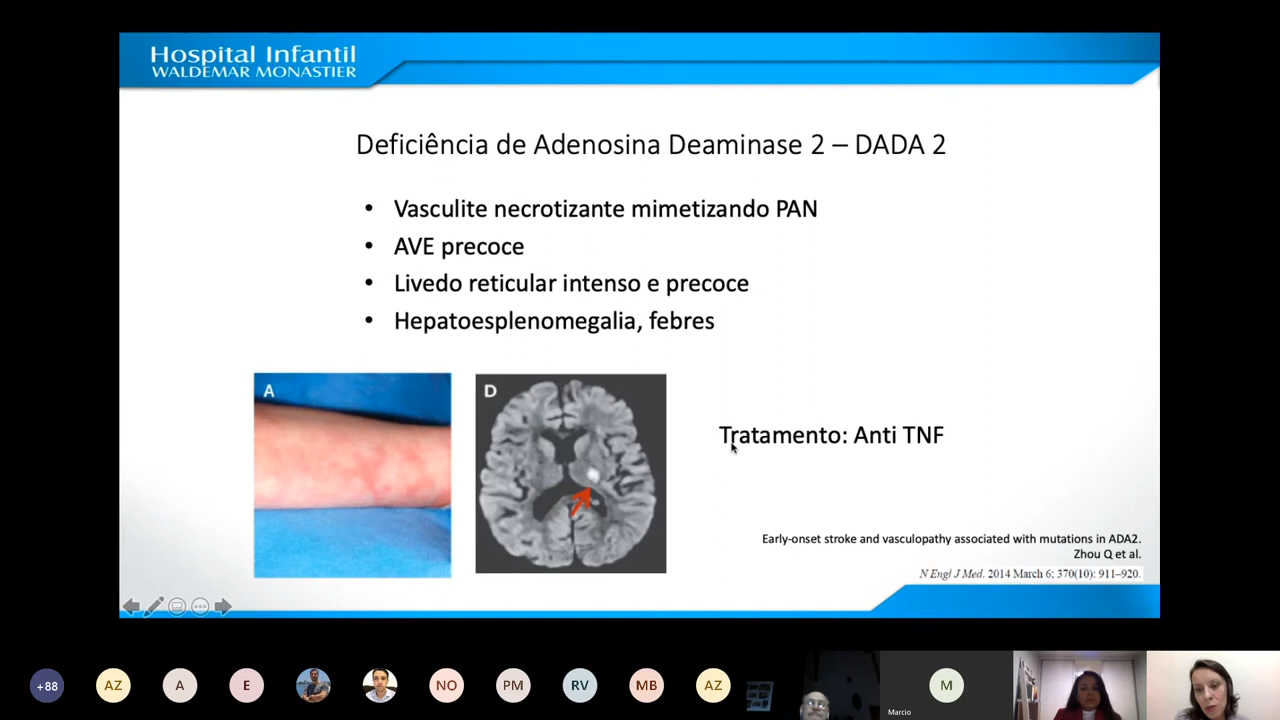 Hospital Infantil
WALDEMAR MONASTIER
Deficiência de Adenosina Deaminase 2 – DADA 2
• Vasculite necrotizante mimetizando PAN
• AVE precoce
• Livedo reticular intenso e precoce
• Hepatoesplenomegalia, febres
A
D
Tratamento: Anti TNF
Early-onset stroke and vasculopathy associated with mutations in ADA2.
Zhou Q et al.
N Engl J Med. 2014 March 6; 370(10): 911–920.
+88
AZ
A
E
NO
PM
RV
MB
AZ
M
Marcio